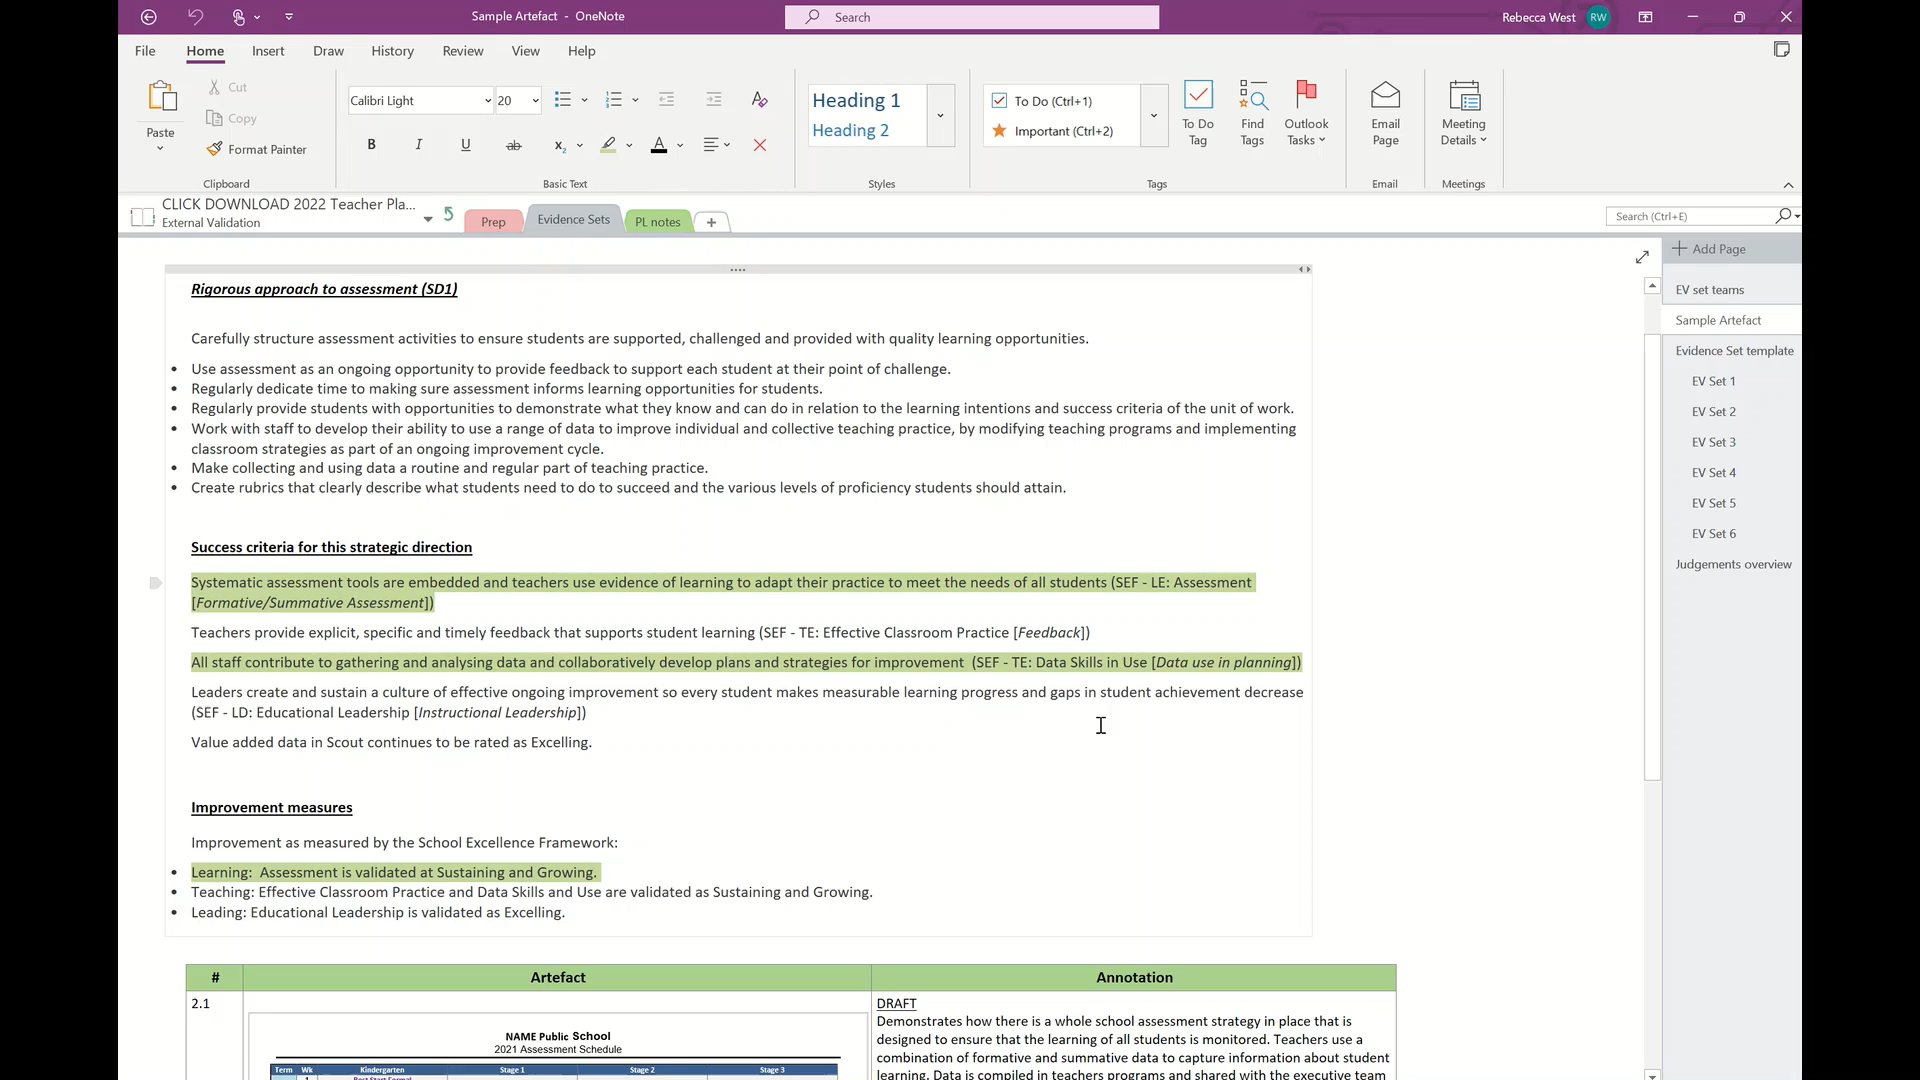 Sample Artefact - OneNote
Search
Rebecca West RW
File Home Insert Draw History Review View Help
Paste
Cut
Copy
Format Painter
Clipboard
Calibri Light 20
B I U ab x₂ A
Basic Text
Heading 1
Heading 2
Styles
To Do (Ctrl+1)
Important (Ctrl+2)
To Do Tag
Find Tags
Outlook Tasks
Tags
Email Page
Email
Meeting Details
Meetings
CLICK DOWNLOAD 2022 Teacher Pla...
External Validation
Prep Evidence Sets PL notes +
Search (Ctrl+E)
Add Page
EV set teams
Sample Artefact
Evidence Set template
EV Set 1
EV Set 2
EV Set 3
EV Set 4
EV Set 5
EV Set 6
Judgements overview
Rigorous approach to assessment (SD1)
Carefully structure assessment activities to ensure students are supported, challenged and provided with quality learning opportunities.
• Use assessment as an ongoing opportunity to provide feedback to support each student at their point of challenge.
• Regularly dedicate time to making sure assessment informs learning opportunities for students.
• Regularly provide students with opportunities to demonstrate what they know and can do in relation to the learning intentions and success criteria of the unit of work.
• Work with staff to develop their ability to use a range of data to improve individual and collective teaching practice, by modifying teaching programs and implementing
classroom strategies as part of an ongoing improvement cycle.
• Make collecting and using data a routine and regular part of teaching practice.
• Create rubrics that clearly describe what students need to do to succeed and the various levels of proficiency students should attain.
Success criteria for this strategic direction
Systematic assessment tools are embedded and teachers use evidence of learning to adapt their practice to meet the needs of all students (SEF - LE: Assessment
[Formative/Summative Assessment])
Teachers provide explicit, specific and timely feedback that supports student learning (SEF - TE: Effective Classroom Practice [Feedback])
All staff contribute to gathering and analysing data and collaboratively develop plans and strategies for improvement (SEF - TE: Data Skills in Use [Data use in planning])
Leaders create and sustain a culture of effective ongoing improvement so every student makes measurable learning progress and gaps in student achievement decrease
(SEF - LD: Educational Leadership [Instructional Leadership])
Value added data in Scout continues to be rated as Excelling.
Improvement measures
Improvement as measured by the School Excellence Framework:
• Learning: Assessment is validated at Sustaining and Growing.
• Teaching: Effective Classroom Practice and Data Skills and Use are validated as Sustaining and Growing.
• Leading: Educational Leadership is validated as Excelling.
# Artefact Annotation
2.1
NAME Public School
2021 Assessment Schedule
Term Wk Kindergarten Stage 1 Stage 2 Stage 3
DRAFT
Demonstrates how there is a whole school assessment strategy in place that is
designed to ensure that the learning of all students is monitored. Teachers use a
combination of formative and summative data to capture information about student
learning. Data is compiled in teachers programs and shared with the executive team